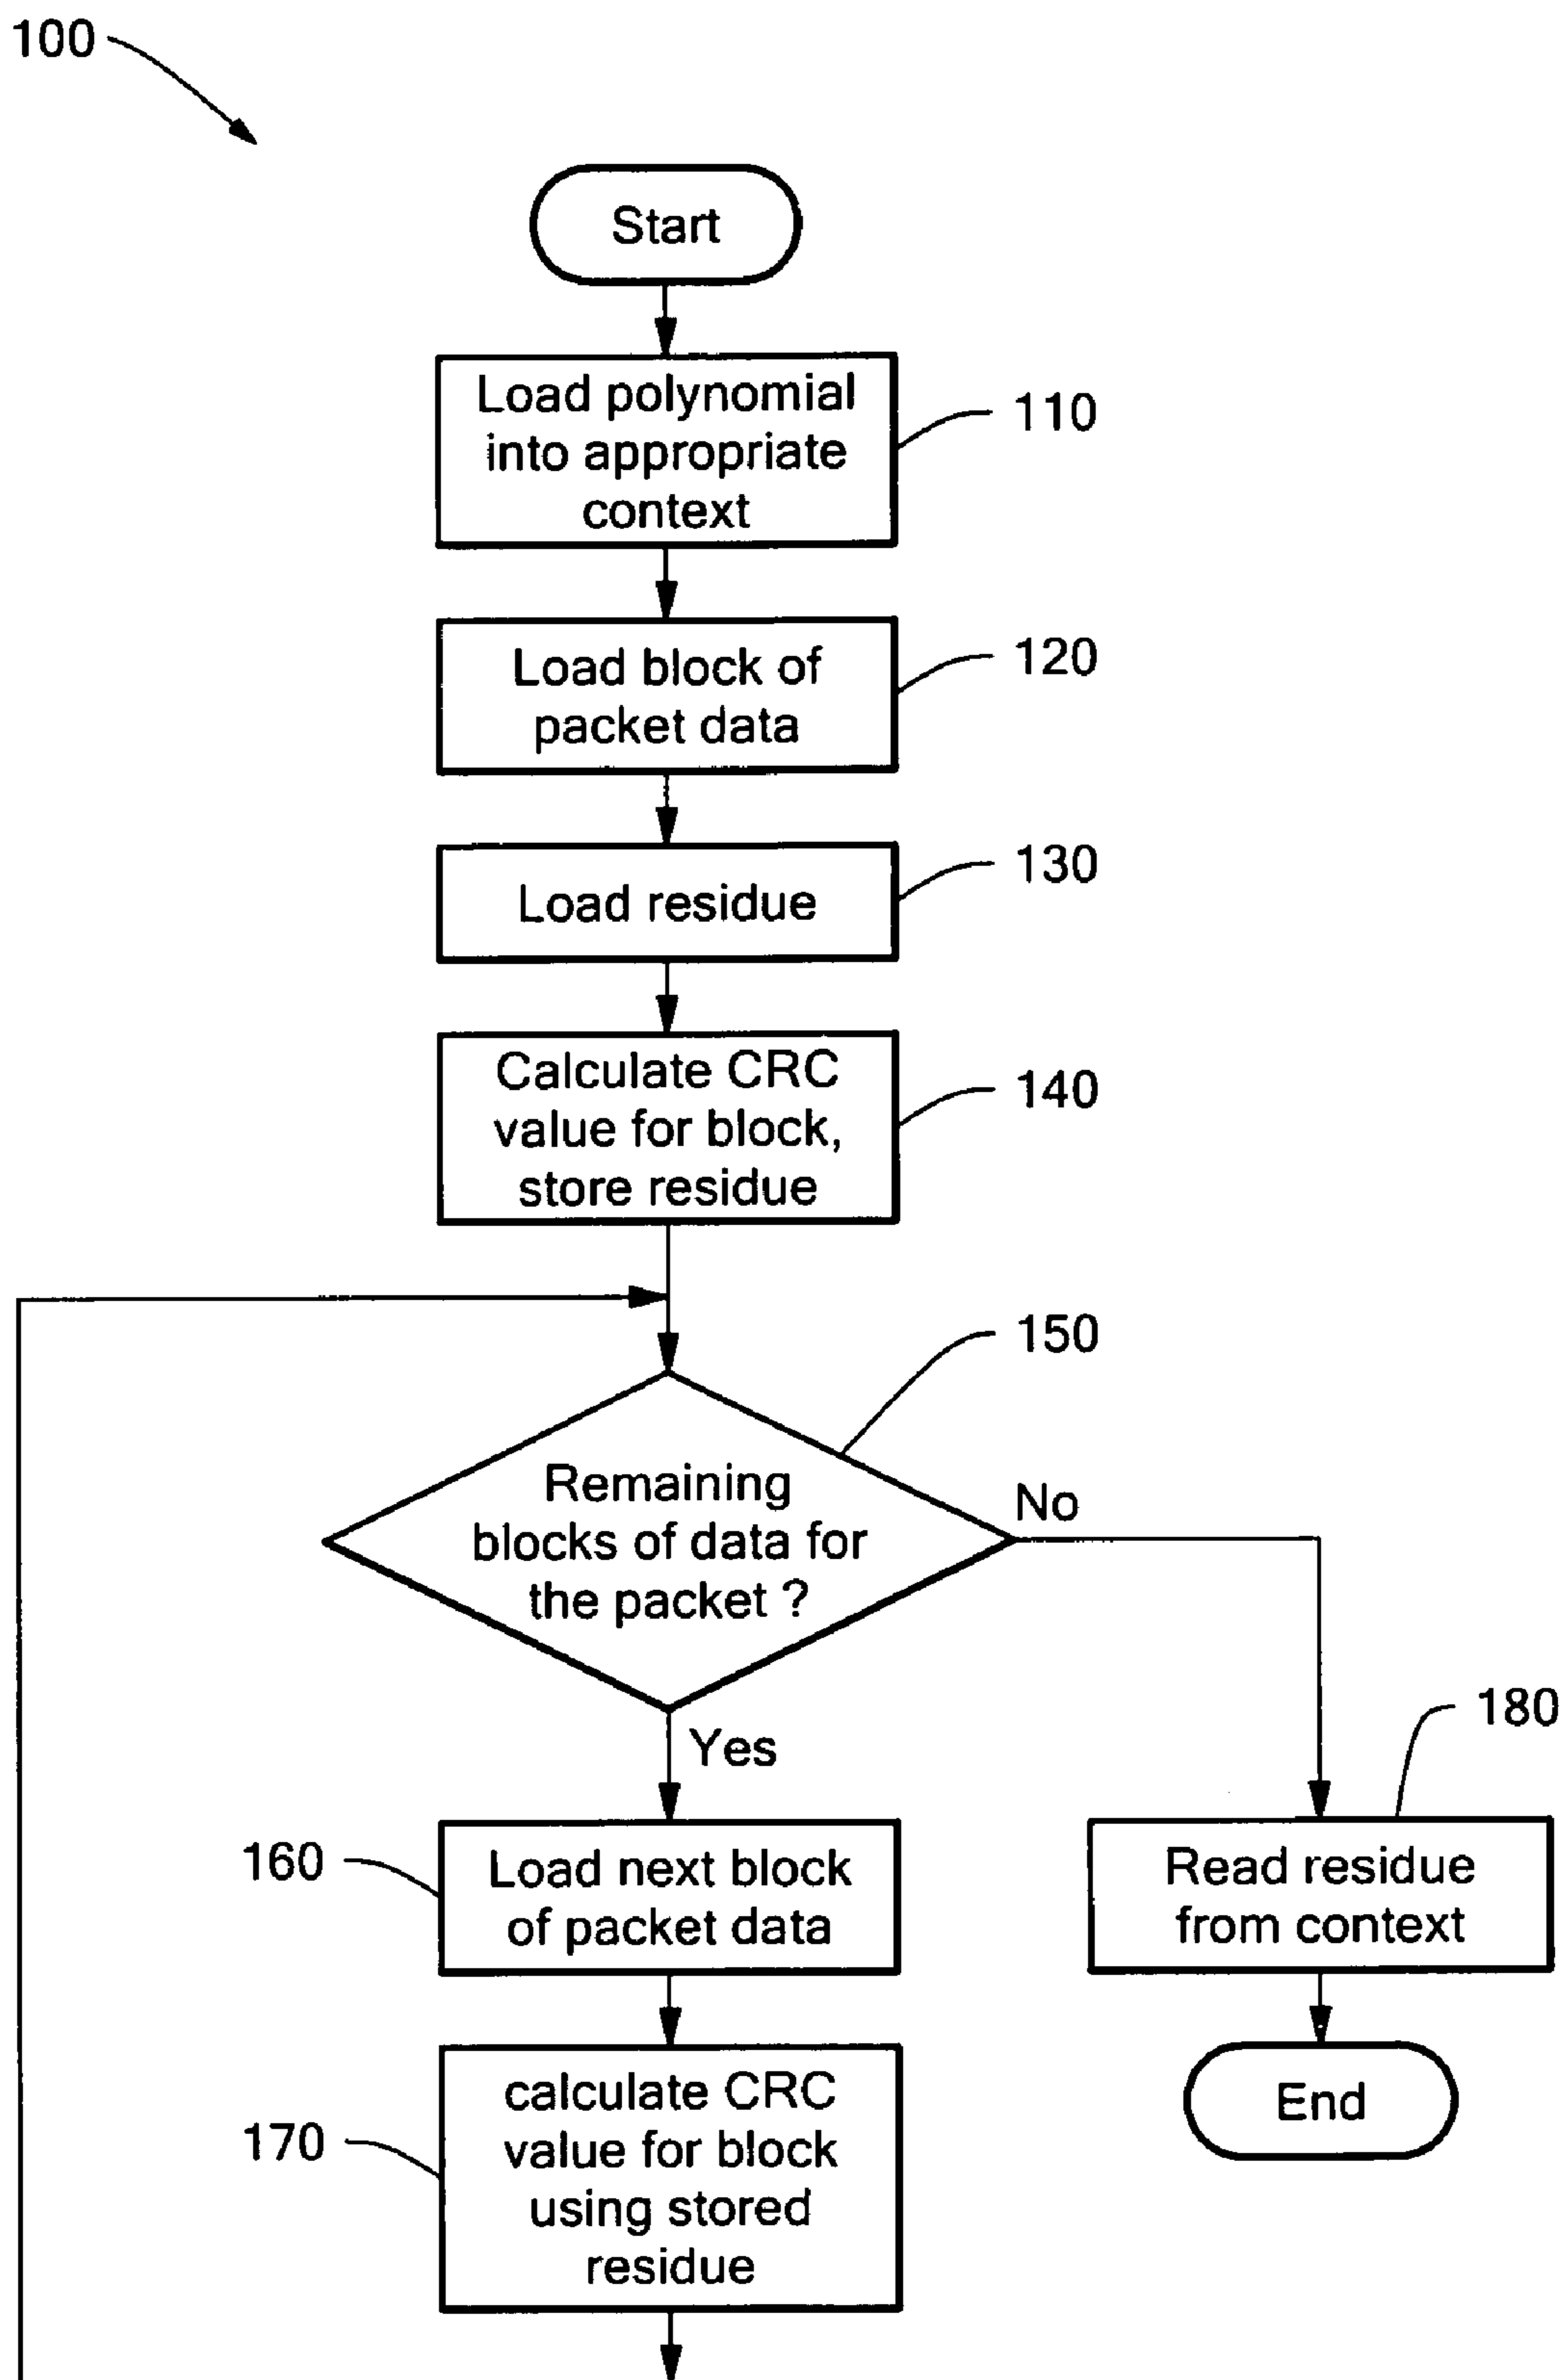 100
Start
Load polynomial
into appropriate
context
110
Load block of
packet data
120
Load residue
130
Calculate CRC
value for block,
store residue
140
150
Remaining
blocks of data for
the packet ?
No
Yes
180
160
Load next block
of packet data
Read residue
from context
170
calculate CRC
value for block
using stored
residue
End